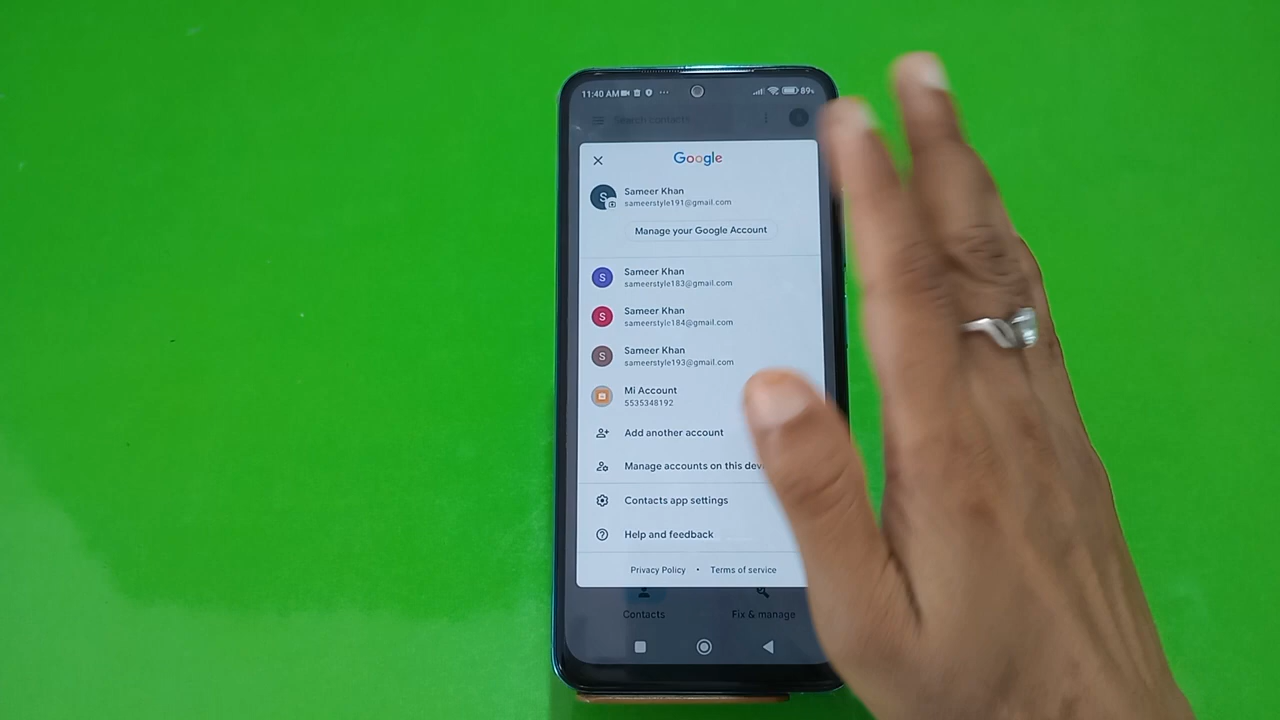 11:40 AM 89%
Search contacts
Google
S Sameer Khan
sameerstyle191@gmail.com
Manage your Google Account
S Sameer Khan
sameerstyle183@gmail.com
S Sameer Khan
sameerstyle184@gmail.com
S Sameer Khan
sameerstyle193@gmail.com
Mi Account
5535348192
Add another account
Manage accounts on this
Contacts app settings
Help and feedback
Privacy Policy • Terms of service
Contacts Fix & manage